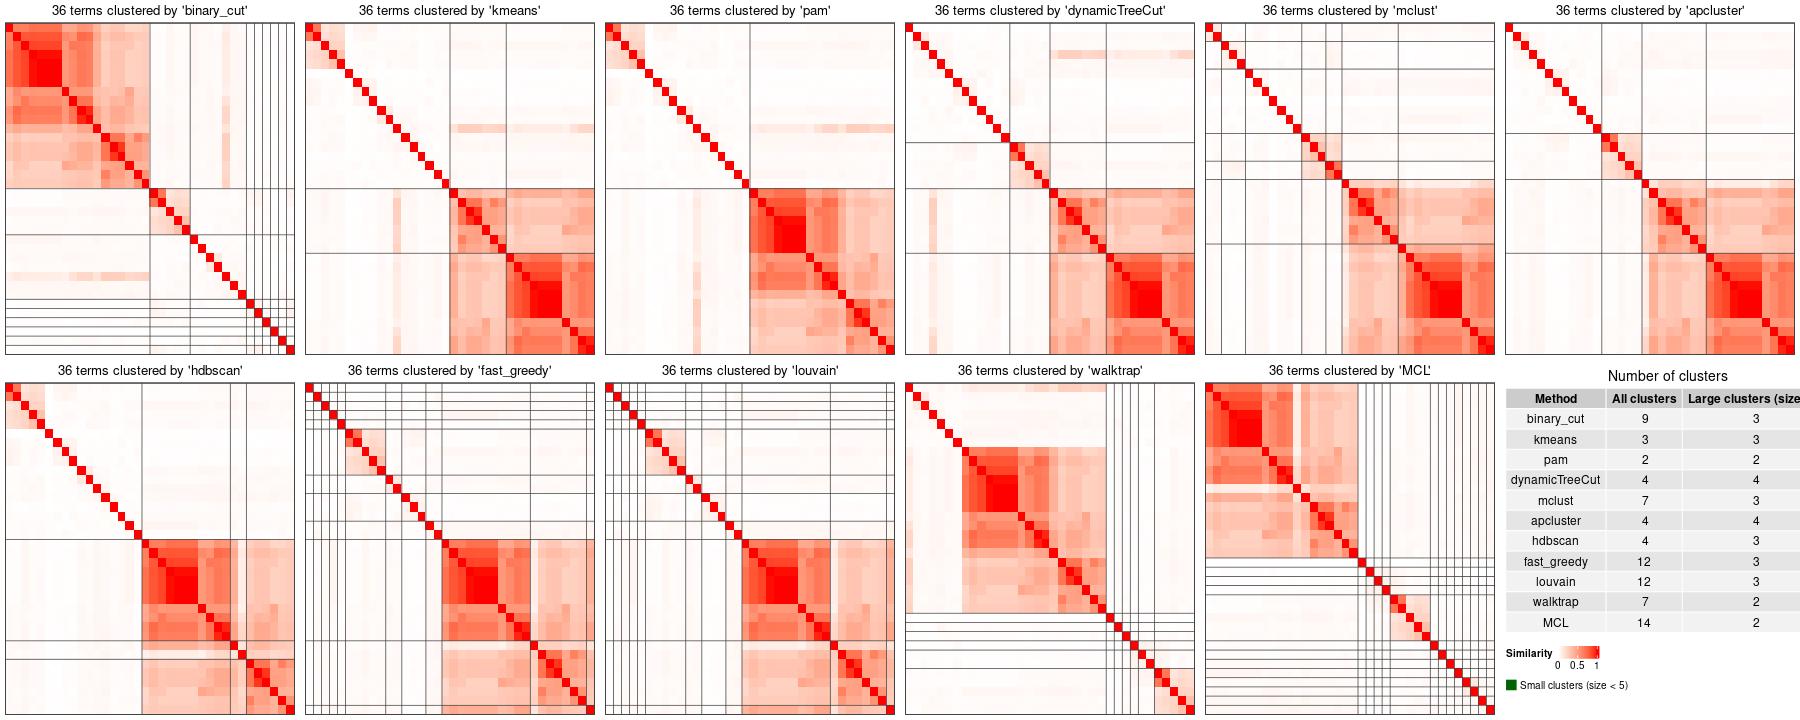 36 terms clustered by 'binary_cut'
36 terms clustered by 'kmeans'
36 terms clustered by 'pam'
36 terms clustered by 'dynamicTreeCut'
36 terms clustered by 'mclust'
36 terms clustered by 'apcluster'
36 terms clustered by 'hdbscan'
36 terms clustered by 'fast_greedy'
36 terms clustered by 'louvain'
36 terms clustered by 'walktrap'
36 terms clustered by 'MCL'
Number of clusters
Method All clusters Large clusters (size
binary_cut 9 3
kmeans 3 3
pam 2 2
dynamicTreeCut 4 4
mclust 7 3
apcluster 4 4
hdbscan 4 3
fast_greedy 12 3
louvain 12 3
walktrap 7 2
MCL 14 2
Similarity
0 0.5 1
Small clusters (size < 5)